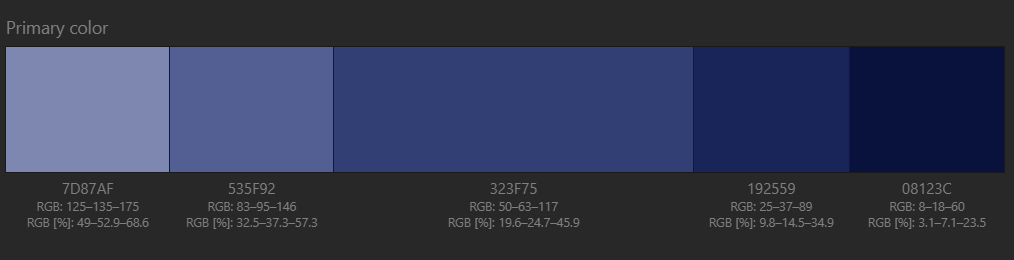 Primary color
7D87AF 535F92 323F75 192559 08123C
RGB: 125–135–175 RGB: 83–95–146 RGB: 50–63–117 RGB: 25–37–89 RGB: 8–18–60
RGB [%]: 49–52.9–68.6 RGB [%]: 32.5–37.3–57.3 RGB [%]: 19.6–24.7–45.9 RGB [%]: 9.8–14.5–34.9 RGB [%]: 3.1–7.1–23.5